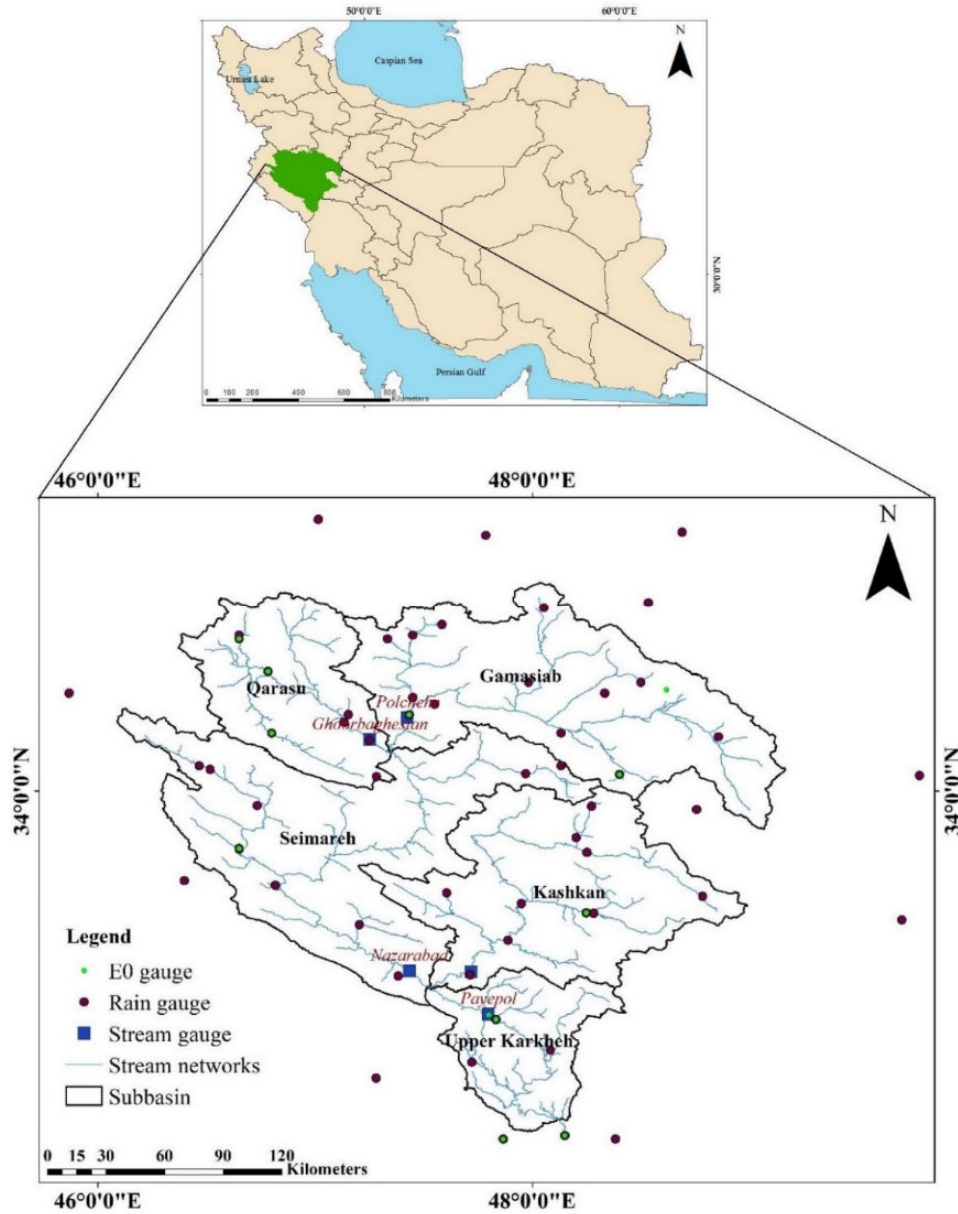 50°0'0"E 60°0'0"E
N
Caspian Sea
Urmea Lake
30°0'0"N
Persian Gulf
0 100 200 400 600 800
Kilometers
46°0'0"E 48°0'0"E
N
Gamasiab
Qarasu
Polchehr
Ghoorbaghestan
34°0'0"N 34°0'0"N
Seimareh
Kashkan
Legend
Nazarabad
E0 gauge
Rain gauge
Payepol
Stream gauge
Upper Karkheh
Stream networks
Subbasin
0 15 30 60 90 120
Kilometers
46°0'0"E 48°0'0"E